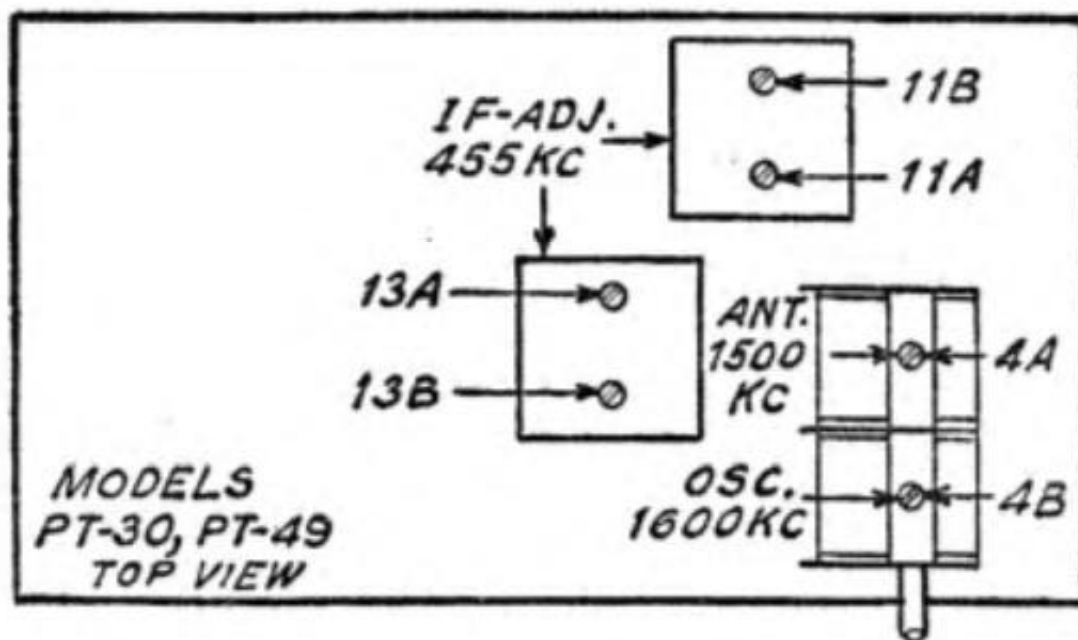 11B
IF-ADJ.
455KC
11A
13A
ANT.
1500
KC
4A
13B
OSC.
1600KC
4B
MODELS
PT-30, PT-49
TOP VIEW